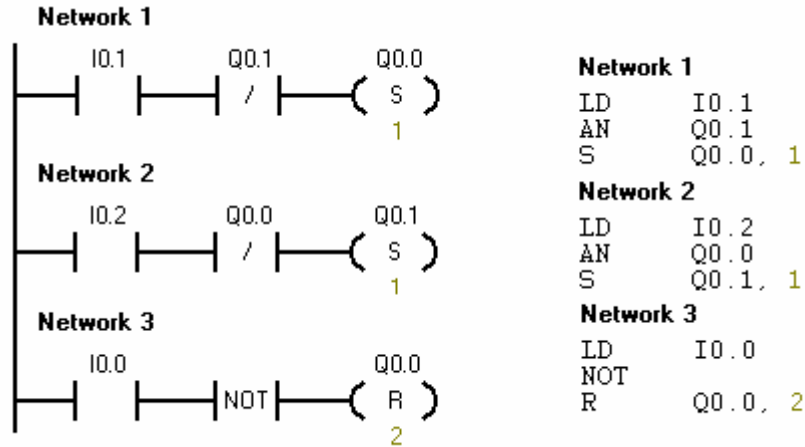 Network 1
I0.1 Q0.1 Q0.0
/ S
1
Network 2
I0.2 Q0.0 Q0.1
/ S
1
Network 3
I0.0 Q0.0
NOT R
2
Network 1
LD I0.1
AN Q0.1
S Q0.0, 1
Network 2
LD I0.2
AN Q0.0
S Q0.1, 1
Network 3
LD I0.0
NOT
R Q0.0, 2